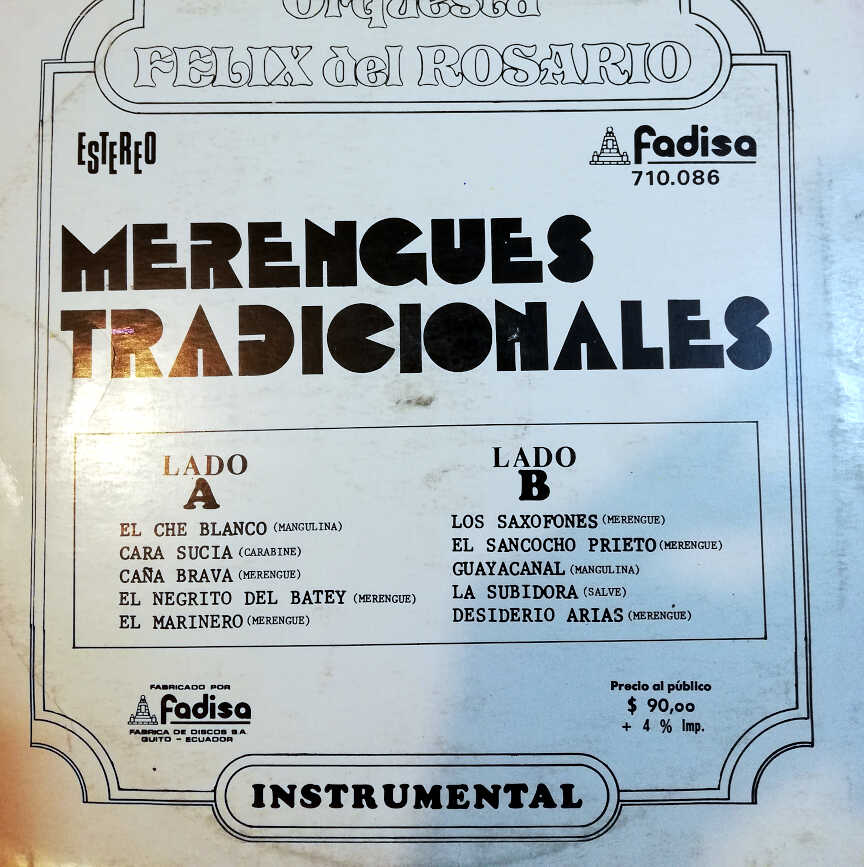 Orquesta
FELIX del ROSARIO
ESTEREO
fadisa
710.086
MERENGUES
TRADICIONALES
LADO
A
EL CHE BLANCO (MANGULINA)
CARA SUCIA (CARABINE)
CAÑA BRAVA (MERENGUE)
EL NEGRITO DEL BATEY (MERENGUE)
EL MARINERO (MERENGUE)
LADO
B
LOS SAXOFONES (MERENGUE)
EL SANCOCHO PRIETO (MERENGUE)
GUAYACANAL (MANGULINA)
LA SUBIDORA (SALVE)
DESIDERIO ARIAS (MERENGUE)
FABRICADO POR
fadisa
FABRICA DE DISCOS S.A.
QUITO – ECUADOR
Precio al público
$ 90,00
+ 4 % Imp.
INSTRUMENTAL